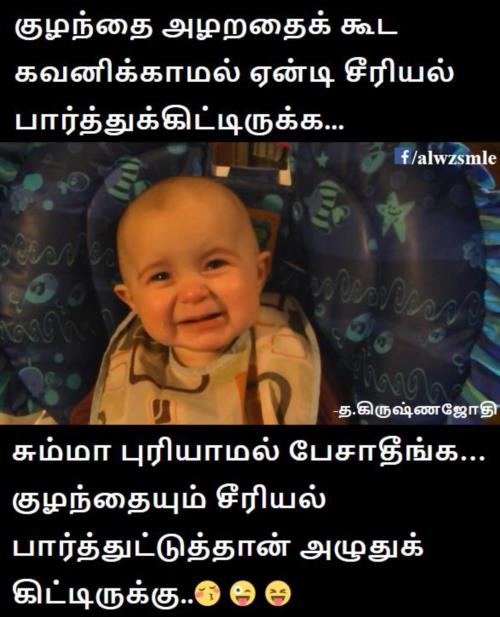 குழந்தை அழறதைக் கூட
கவனிக்காமல் ஏன்டி சீரியல்
பார்த்துக்கிட்டிருக்க...
f/alwzsmle
-த.கிருஷ்ணஜோதி
சும்மா புரியாமல் பேசாதீங்க...
குழந்தையும் சீரியல்
பார்த்துட்டுத்தான் அழுதுக்
கிட்டிருக்கு..😚😜😝